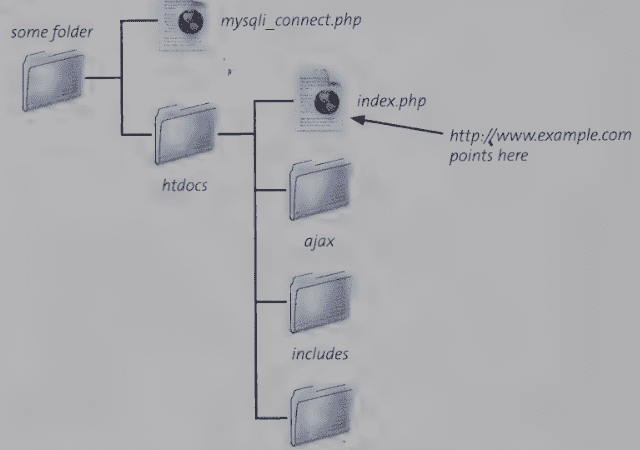 some folder
mysqli_connect.php
index.php
http://www.example.com
points here
htdocs
ajax
includes